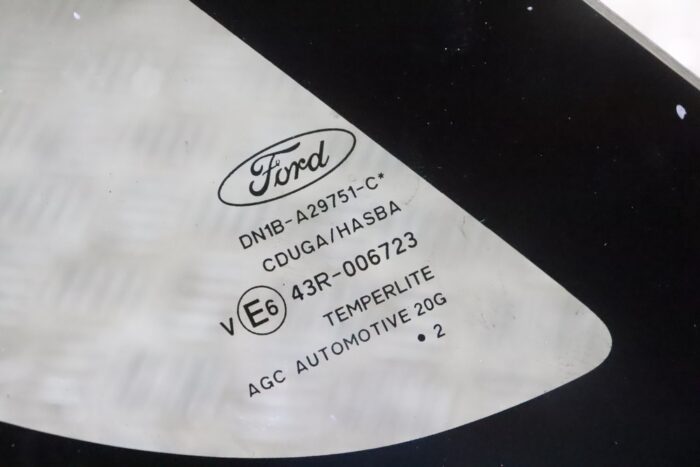 Ford
DN1B-A29751-C*
CDUGA/HASBA
V E6 43R-006723
TEMPERLITE
AGC AUTOMOTIVE 20G
• 2